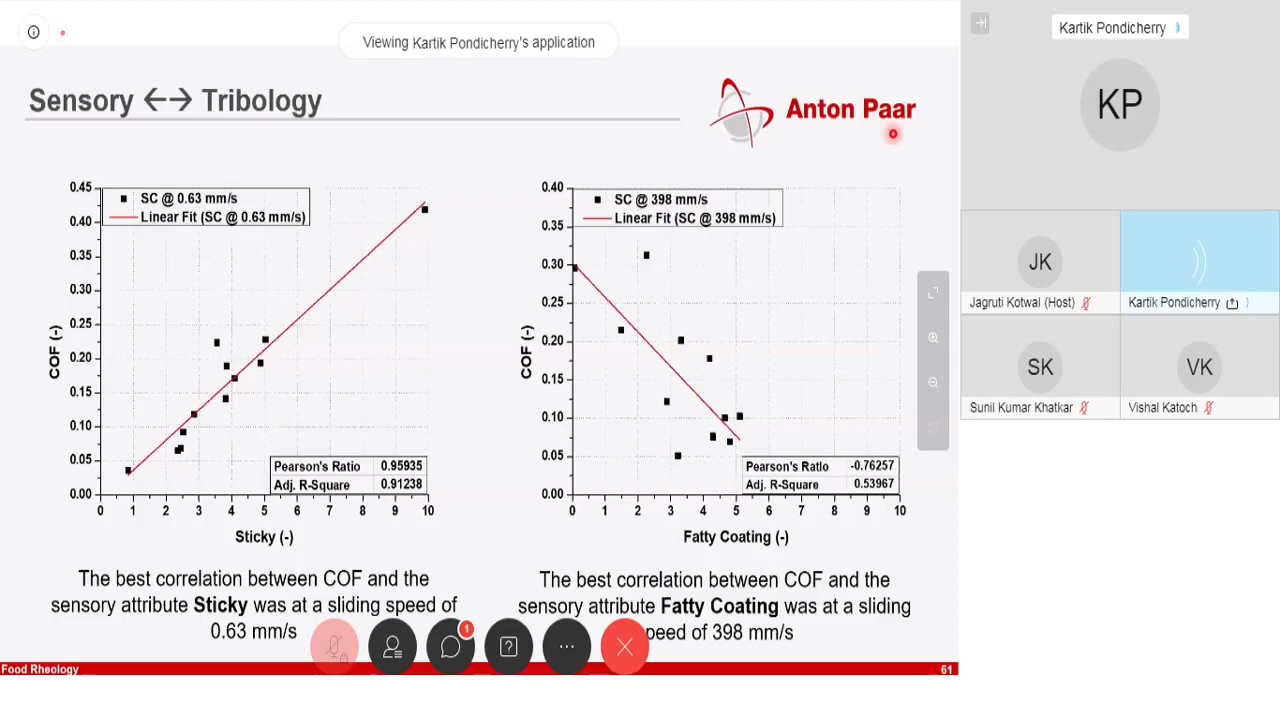 Viewing Kartik Pondicherry's application
Sensory ←→ Tribology
Anton Paar
0.45
0.40
0.35
0.30
0.25
0.20
0.15
0.10
0.05
0.00
COF (-)
SC @ 0.63 mm/s
Linear Fit (SC @ 0.63 mm/s)
Pearson's Ratio 0.95935
Adj. R-Square 0.91238
0 1 2 3 4 5 6 7 8 9 10
Sticky (-)
0.40
0.35
0.30
0.25
0.20
0.15
0.10
0.05
0.00
COF (-)
SC @ 398 mm/s
Linear Fit (SC @ 398 mm/s)
Pearson's Ratio -0.76257
Adj. R-Square 0.53967
0 1 2 3 4 5 6 7 8 9 10
Fatty Coating (-)
The best correlation between COF and the
sensory attribute Sticky was at a sliding speed of
0.63 mm/s
The best correlation between COF and the
sensory attribute Fatty Coating was at a sliding
peed of 398 mm/s
1
Food Rheology
61
Kartik Pondicherry
KP
JK
Jagruti Kotwal (Host)
Kartik Pondicherry
SK
Sunil Kumar Khatkar
VK
Vishal Katoch